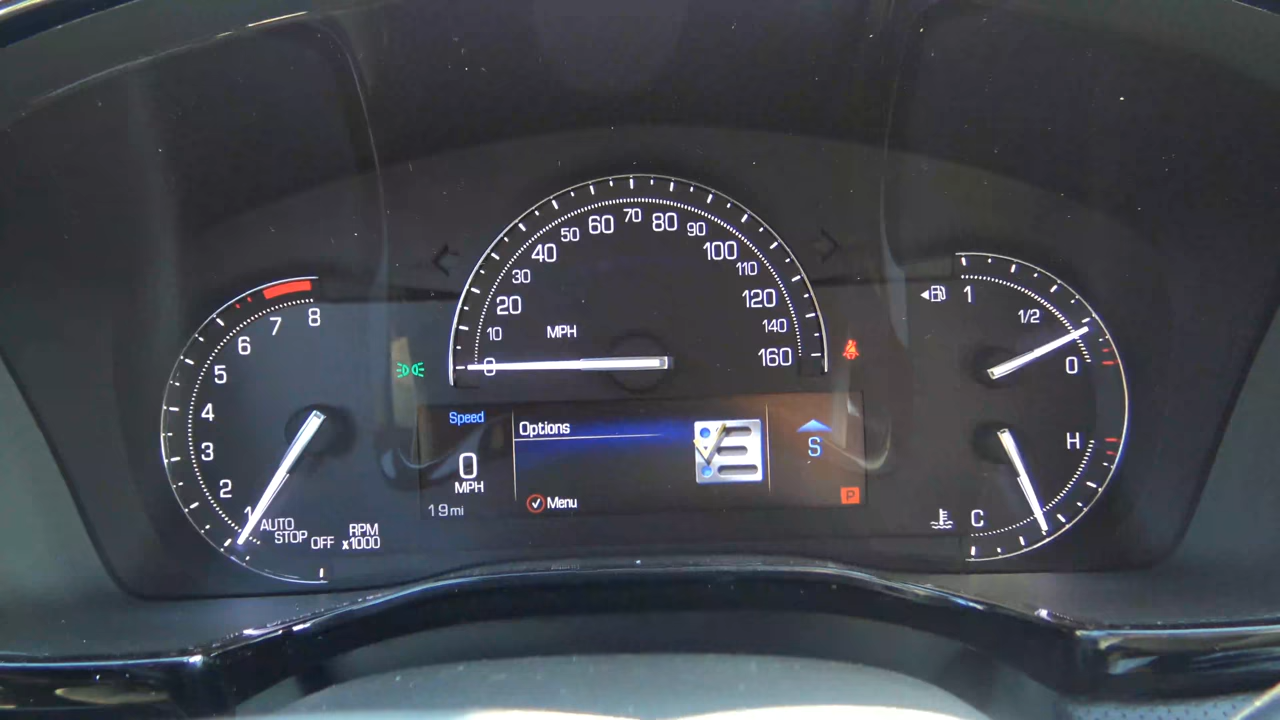 70
60 80
50 90
40 100
30 110
20 120
10 MPH 140
0 160
8
7
6
5
4
3
2
1
AUTO
STOP OFF RPM
x1000
1
1/2
0
H
C
Speed
0
MPH
19 mi
Options
Menu
S
P